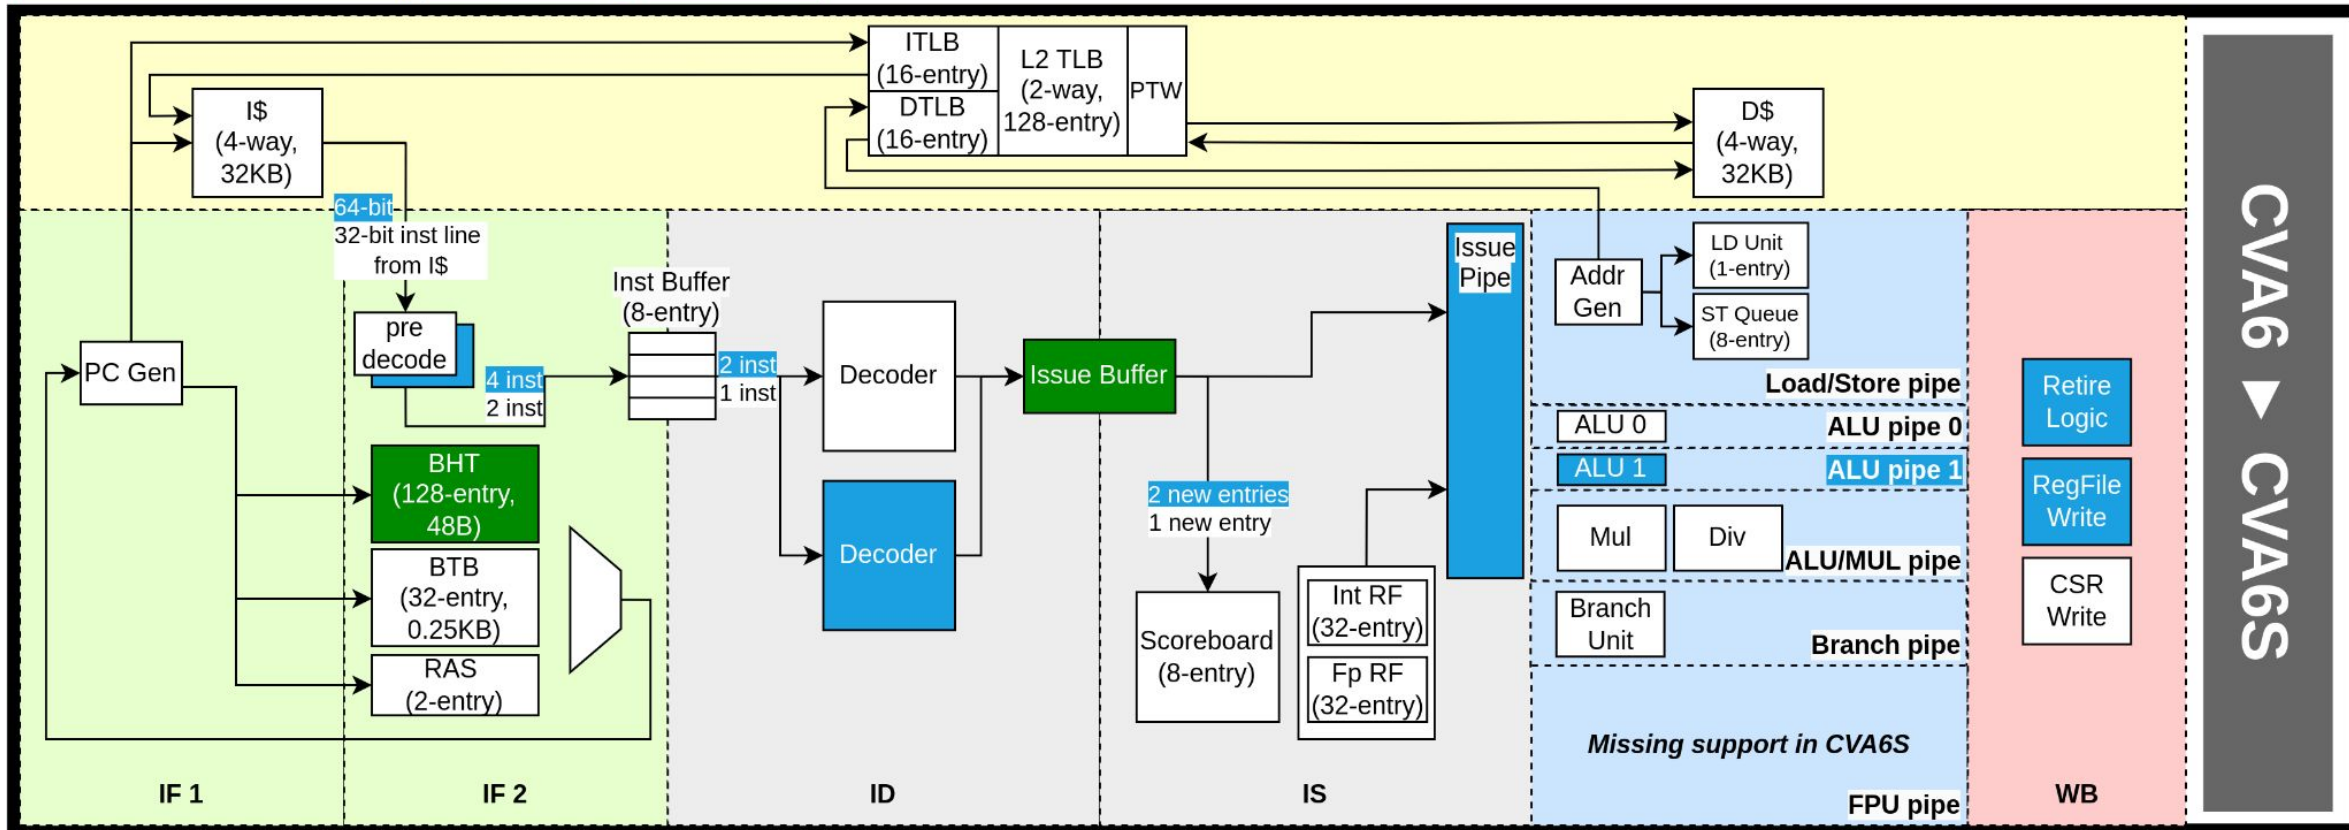 ITLB
(16-entry)
DTLB
(16-entry)
L2 TLB
(2-way,
128-entry)
PTW
I$
(4-way,
32KB)
D$
(4-way,
32KB)
64-bit
32-bit inst line
from I$
PC Gen
pre
decode
4 inst
2 inst
Inst Buffer
(8-entry)
2 inst
1 inst
BHT
(128-entry,
48B)
BTB
(32-entry,
0.25KB)
RAS
(2-entry)
Decoder
Decoder
Issue Buffer
2 new entries
1 new entry
Scoreboard
(8-entry)
Int RF
(32-entry)
Fp RF
(32-entry)
Issue
Pipe
Addr
Gen
LD Unit
(1-entry)
ST Queue
(8-entry)
Load/Store pipe
ALU 0
ALU pipe 0
ALU 1
ALU pipe 1
Mul
Div
ALU/MUL pipe
Branch
Unit
Branch pipe
Missing support in CVA6S
FPU pipe
Retire
Logic
RegFile
Write
CSR
Write
IF 1
IF 2
ID
IS
WB
CVA6 ▶ CVA6S